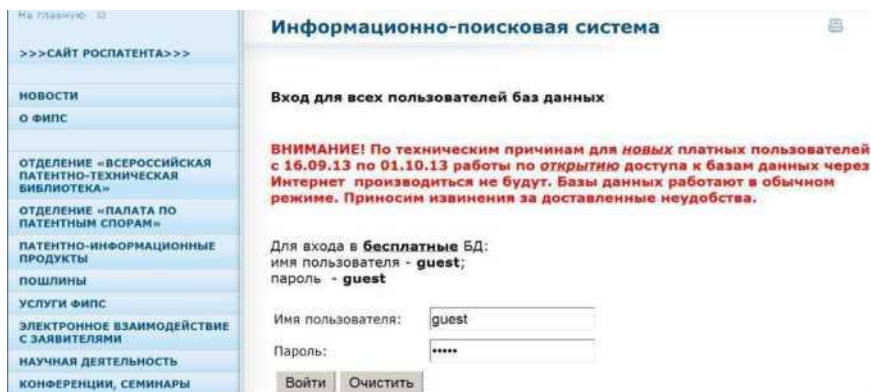 На главную
>>>САЙТ РОСПАТЕНТА>>>
НОВОСТИ
О ФИПС
ОТДЕЛЕНИЕ «ВСЕРОССИЙСКАЯ
ПАТЕНТНО-ТЕХНИЧЕСКАЯ
БИБЛИОТЕКА»
ОТДЕЛЕНИЕ «ПАЛАТА ПО
ПАТЕНТНЫМ СПОРАМ»
ПАТЕНТНО-ИНФОРМАЦИОННЫЕ
ПРОДУКТЫ
ПОШЛИНЫ
УСЛУГИ ФИПС
ЭЛЕКТРОННОЕ ВЗАИМОДЕЙСТВИЕ
С ЗАЯВИТЕЛЯМИ
НАУЧНАЯ ДЕЯТЕЛЬНОСТЬ
КОНФЕРЕНЦИИ, СЕМИНАРЫ
Информационно-поисковая система
Вход для всех пользователей баз данных
ВНИМАНИЕ! По техническим причинам для новых платных пользователей
с 16.09.13 по 01.10.13 работы по открытию доступа к базам данных через
Интернет производиться не будут. Базы данных работают в обычном
режиме. Приносим извинения за доставленные неудобства.
Для входа в бесплатные БД:
имя пользователя - guest;
пароль - guest
Имя пользователя: guest
Пароль: •••••
Войти Очистить